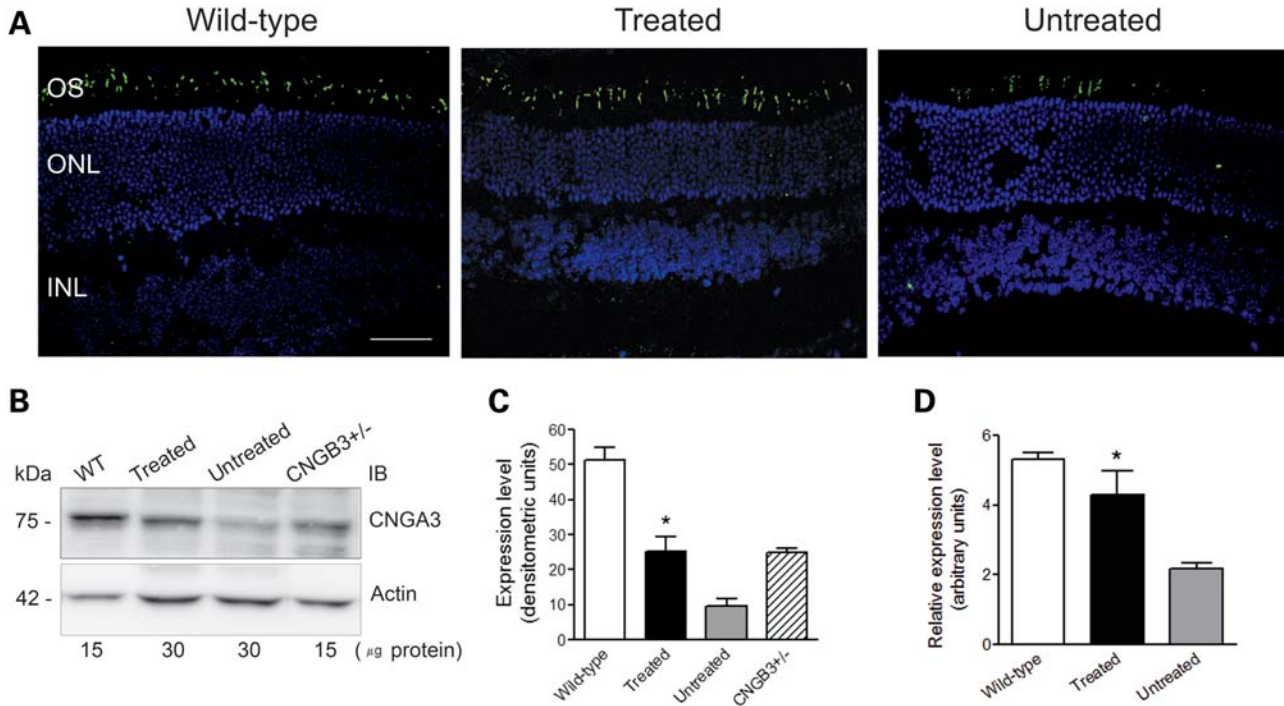 A
Wild-type
Treated
Untreated
OS
ONL
INL
B
kDa
WT
Treated
Untreated
CNGB3+/-
IB
75 -
CNGA3
42 -
Actin
15
30
30
15
( μg protein)
C
Expression level
(densitometric units)
60
50
40
30
20
10
0
*
Wild-type
Treated
Untreated
CNGB3+/-
D
Relative expression level
(arbitrary units)
6
4
2
0
*
Wild-type
Treated
Untreated